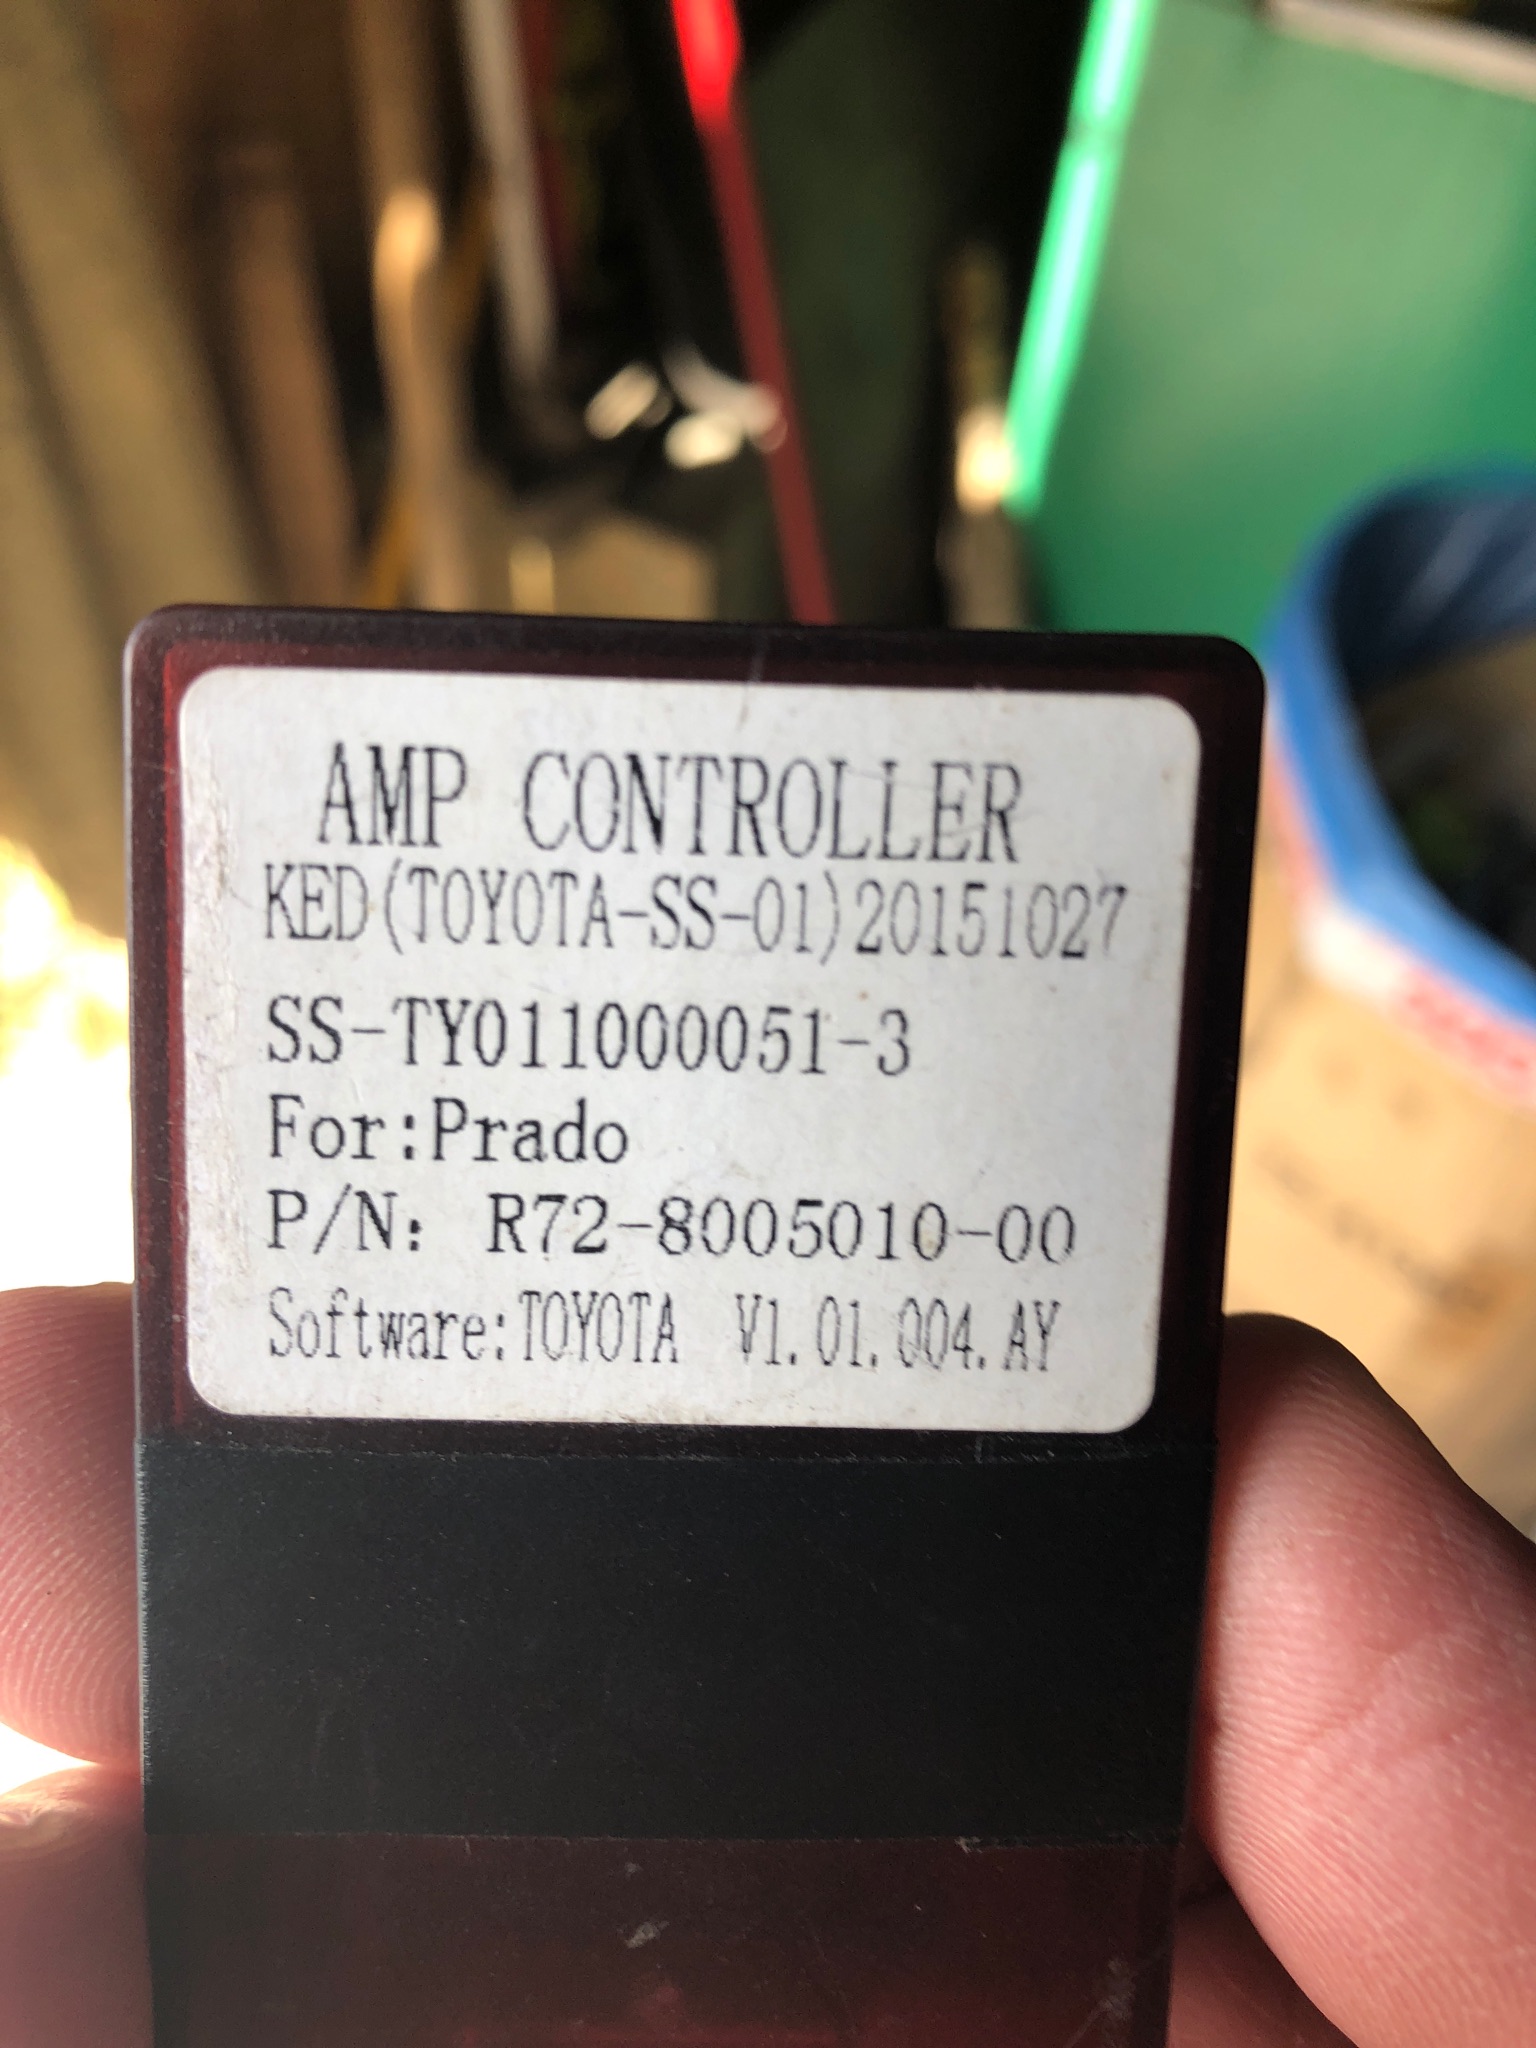 AMP CONTROLLER
KED(TOYOTA-SS-01)20151027
SS-TY011000051-3
For:Prado
P/N: R72-8005010-00
Software:TOYOTA V1.01.004.AY